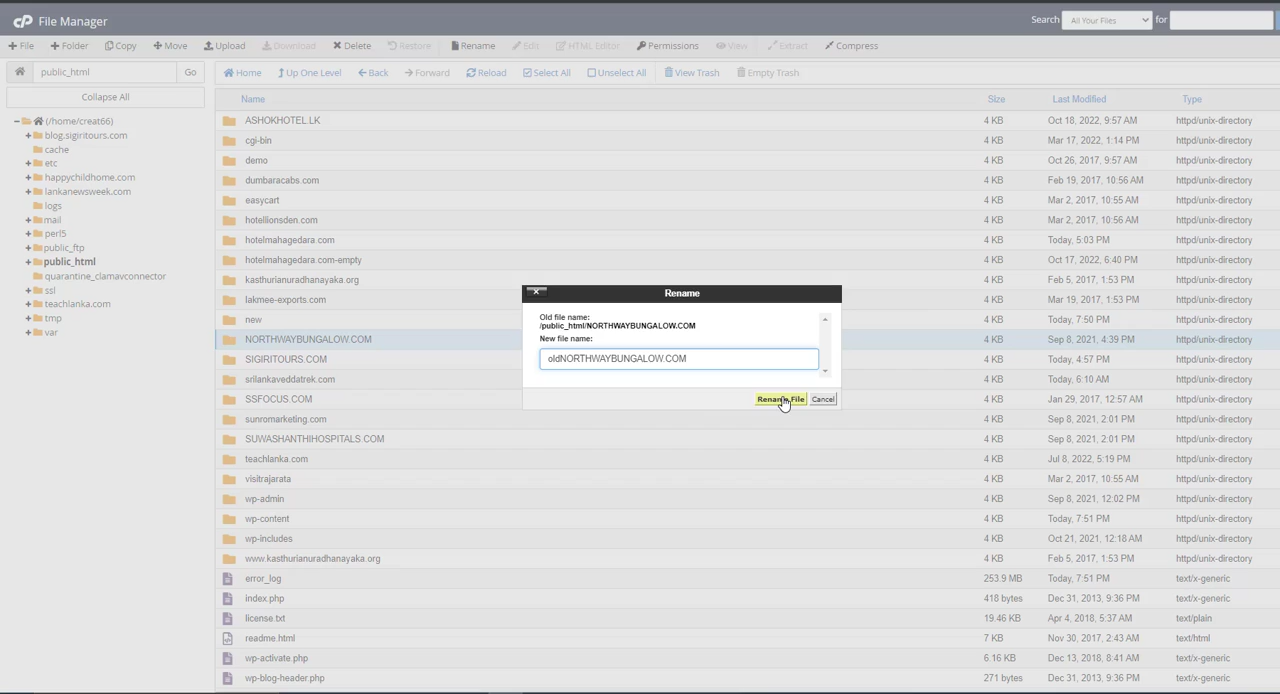 cP File Manager
Search All Your Files for
File Folder Copy Move Upload Download Delete Restore Rename Edit HTML Editor Permissions View Extract Compress
public_html Go
Home Up One Level Back Forward Reload Select All Unselect All View Trash Empty Trash
Collapse All
(/home/creat66)
blog.sigiritours.com
cache
etc
happychildhome.com
lankanewsweek.com
logs
mail
perl5
public_ftp
public_html
quarantine_clamavconnector
ssl
teachlanka.com
tmp
var
Name Size Last Modified Type
ASHOKHOTEL.LK 4 KB Oct 18, 2022, 9:57 AM httpd/unix-directory
cgi-bin 4 KB Mar 17, 2022, 1:14 PM httpd/unix-directory
demo 4 KB Oct 26, 2017, 9:57 AM httpd/unix-directory
dumbaracabs.com 4 KB Feb 19, 2017, 10:56 AM httpd/unix-directory
easycart 4 KB Mar 2, 2017, 10:55 AM httpd/unix-directory
hotellionsden.com 4 KB Mar 2, 2017, 10:56 AM httpd/unix-directory
hotelmahagedara.com 4 KB Today, 5:03 PM httpd/unix-directory
hotelmahagedara.com-empty 4 KB Oct 17, 2022, 6:40 PM httpd/unix-directory
kasthurianuradhanayaka.org 4 KB Feb 5, 2017, 1:53 PM httpd/unix-directory
lakmee-exports.com 4 KB Mar 19, 2017, 1:53 PM httpd/unix-directory
new 4 KB Today, 7:50 PM httpd/unix-directory
NORTHWAYBUNGALOW.COM 4 KB Sep 8, 2021, 4:39 PM httpd/unix-directory
SIGIRITOURS.COM 4 KB Today, 4:57 PM httpd/unix-directory
srilankaveddatrek.com 4 KB Today, 6:10 AM httpd/unix-directory
SSFOCUS.COM 4 KB Jan 29, 2017, 12:57 AM httpd/unix-directory
sunromarketing.com 4 KB Sep 8, 2021, 2:01 PM httpd/unix-directory
SUWASHANTHIHOSPITALS.COM 4 KB Sep 8, 2021, 2:01 PM httpd/unix-directory
teachlanka.com 4 KB Jul 8, 2022, 5:19 PM httpd/unix-directory
visitrajarata 4 KB Mar 2, 2017, 10:55 AM httpd/unix-directory
wp-admin 4 KB Sep 8, 2021, 12:02 PM httpd/unix-directory
wp-content 4 KB Today, 7:51 PM httpd/unix-directory
wp-includes 4 KB Oct 21, 2021, 12:18 AM httpd/unix-directory
www.kasthurianuradhanayaka.org 4 KB Feb 5, 2017, 1:53 PM httpd/unix-directory
error_log 253.9 MB Today, 7:51 PM text/x-generic
index.php 418 bytes Dec 31, 2013, 9:36 PM text/x-generic
license.txt 19.46 KB Apr 4, 2018, 7:51 AM text/plain
readme.html 7 KB Nov 30, 2017, 2:43 AM text/html
wp-activate.php 6.16 KB Dec 13, 2018, 8:41 AM text/x-generic
wp-blog-header.php 271 bytes Dec 31, 2013, 9:36 PM text/x-generic
Rename
Old file name:
/public_html/NORTHWAYBUNGALOW.COM
New file name:
oldNORTHWAYBUNGALOW.COM
Rename File Cancel